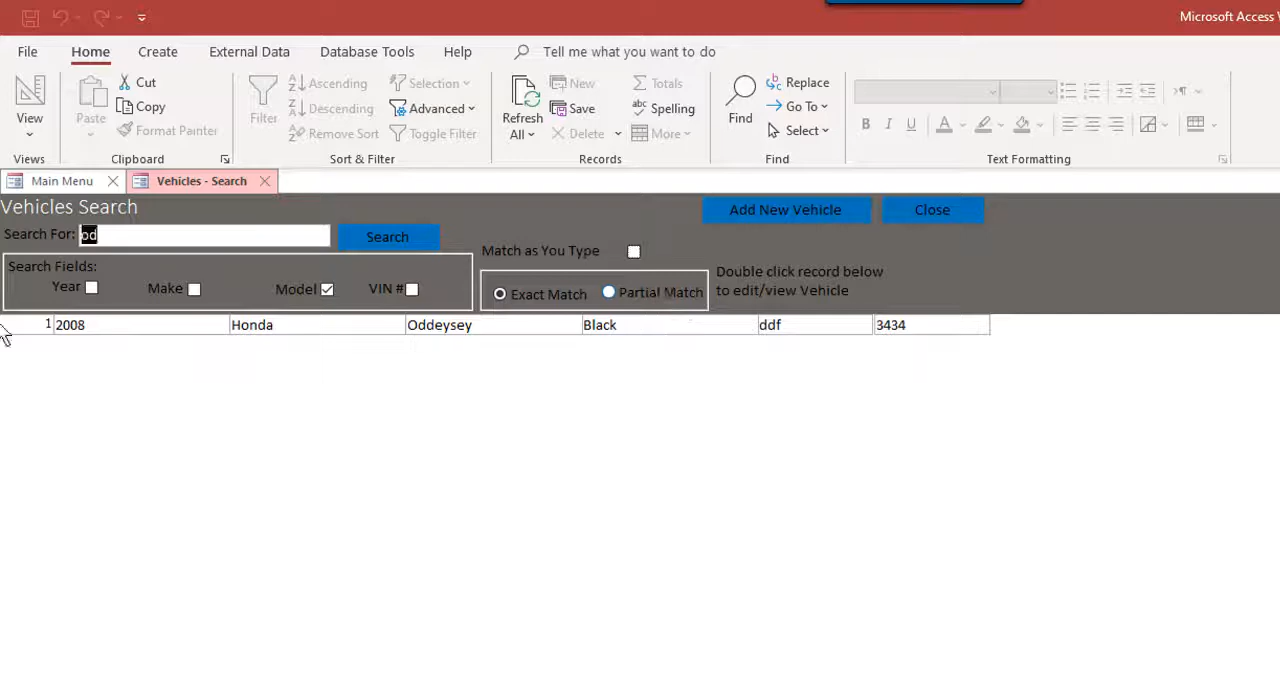 Microsoft Access
File Home Create External Data Database Tools Help Tell me what you want to do
View
Views
Paste
Cut
Copy
Format Painter
Clipboard
Filter
Ascending
Descending
Remove Sort
Selection
Advanced
Toggle Filter
Sort & Filter
Refresh
All
New
Save
Delete
Totals
Spelling
More
Records
Find
Replace
Go To
Select
Find
B I U A
Text Formatting
Main Menu
Vehicles - Search
Vehicles Search
Add New Vehicle
Close
Search For: od
Search
Match as You Type
Search Fields:
Year Make Model VIN #
Exact Match Partial Match
Double click record below
to edit/view Vehicle
1 2008 Honda Oddeysey Black ddf 3434